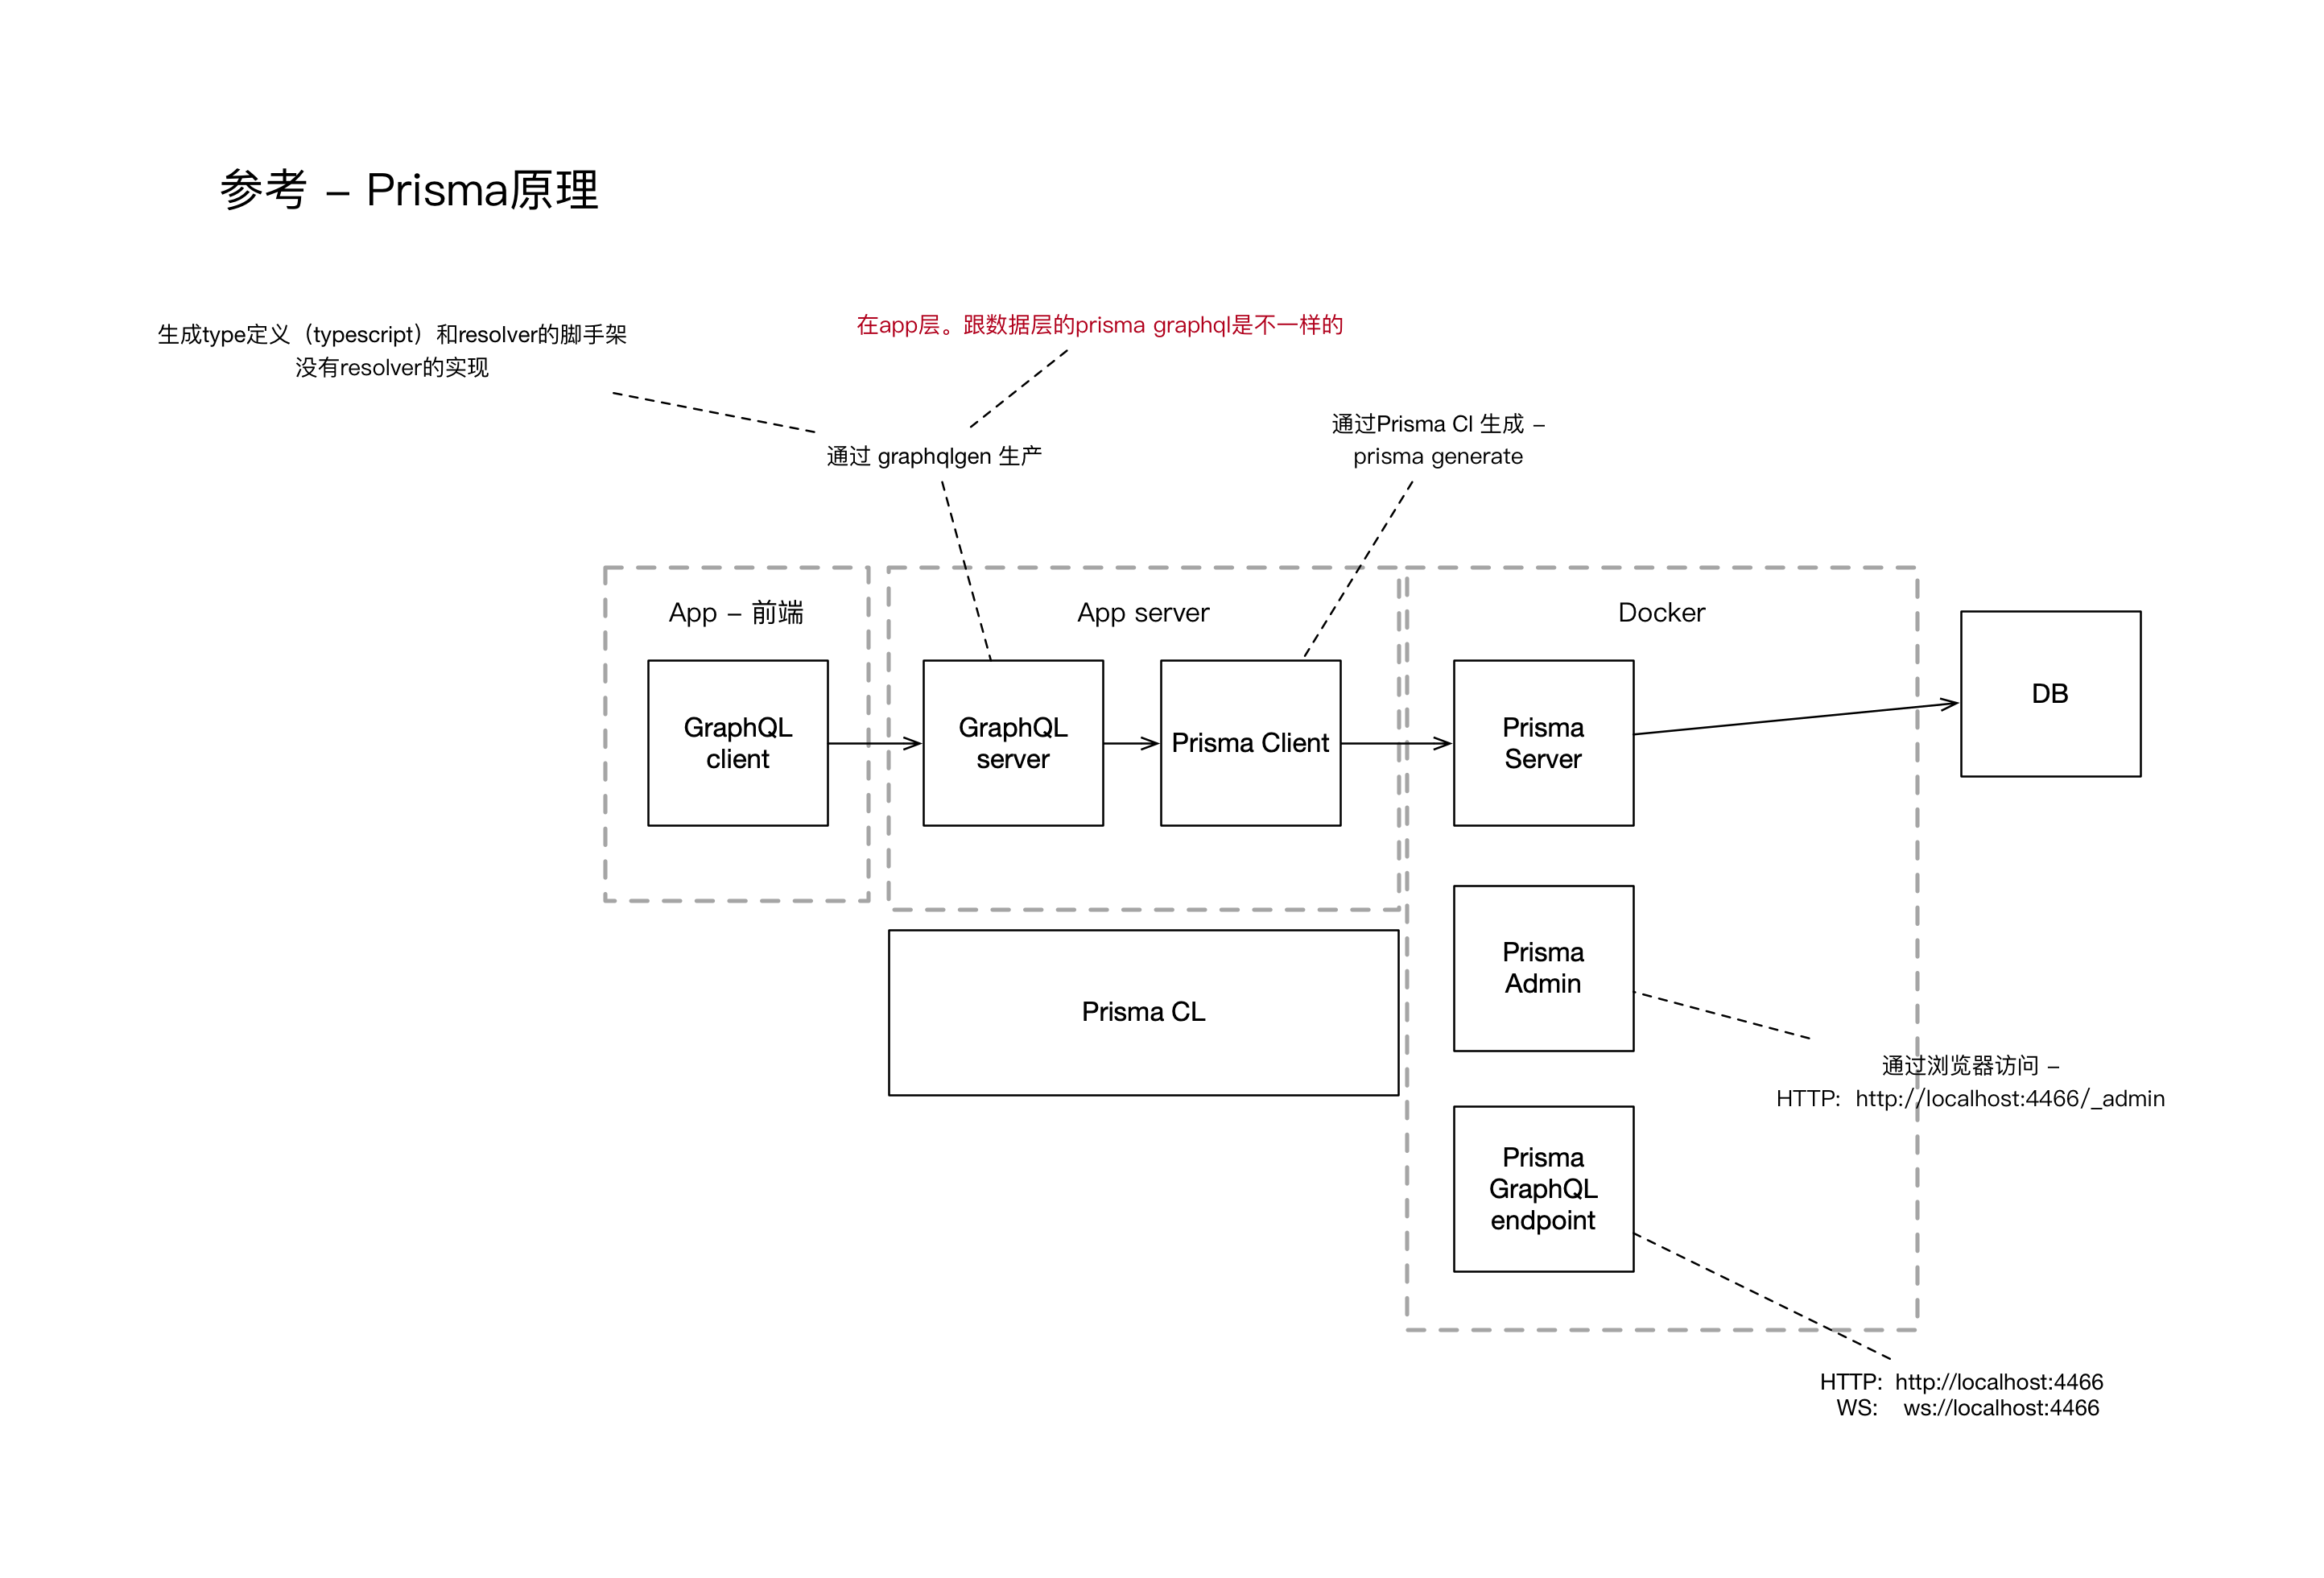 参考 – Prisma原理
生成type定义（typescript）和resolver的脚手架
没有resolver的实现
在app层。跟数据层的prisma graphql是不一样的
通过 graphqlgen 生产
通过Prisma Cl 生成 –
prisma generate
App – 前端
App server
Docker
GraphQL
client
GraphQL
server
Prisma Client
Prisma
Server
DB
Prisma CL
Prisma
Admin
通过浏览器访问 –
HTTP: http://localhost:4466/_admin
Prisma
GraphQL
endpoint
HTTP: http://localhost:4466
WS: ws://localhost:4466